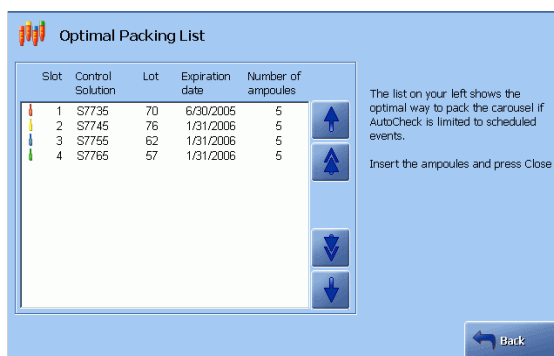 Optimal Packing List
Slot Control Solution Lot Expiration date Number of ampoules
1 S7735 70 6/30/2005 5
2 S7745 76 1/31/2006 5
3 S7755 62 1/31/2006 5
4 S7765 57 1/31/2006 5
The list on your left shows the
optimal way to pack the carousel if
AutoCheck is limited to scheduled
events.
Insert the ampoules and press Close
Back